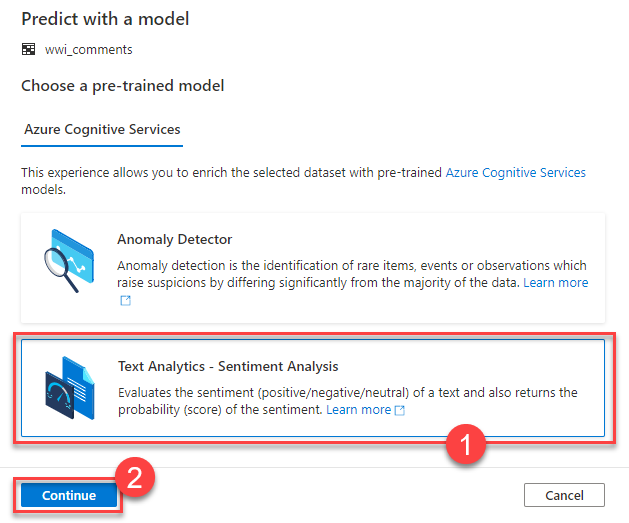 Predict with a model
wwi_comments
Choose a pre-trained model
Azure Cognitive Services
This experience allows you to enrich the selected dataset with pre-trained Azure Cognitive Services
models.
Anomaly Detector
Anomaly detection is the identification of rare items, events or observations which
raise suspicions by differing significantly from the majority of the data. Learn more
Text Analytics - Sentiment Analysis
Evaluates the sentiment (positive/negative/neutral) of a text and also returns the
probability (score) of the sentiment. Learn more
1
2
Continue
Cancel